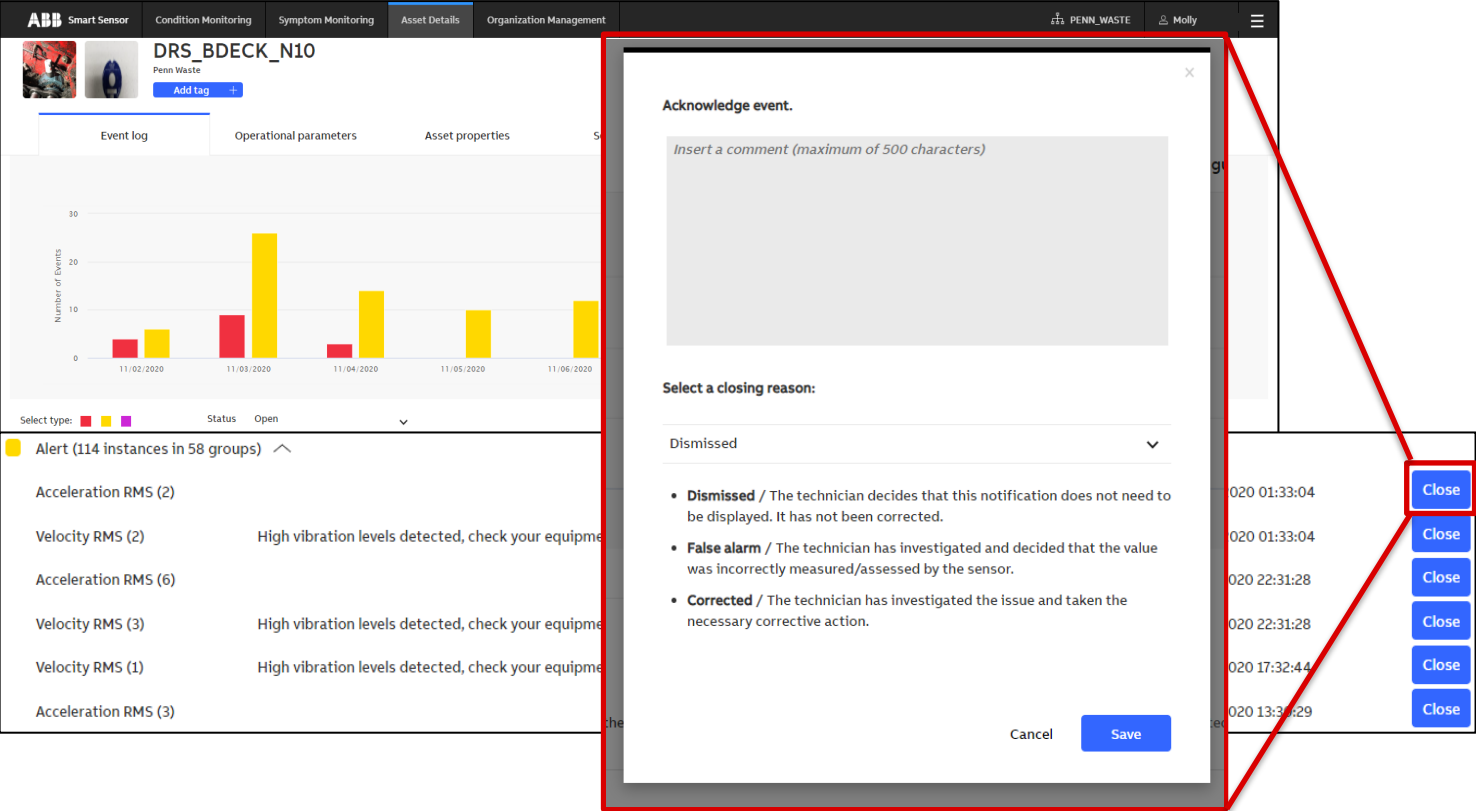 ABB Smart Sensor Condition Monitoring Symptom Monitoring Asset Details Organization Management PENN_WASTE Molly
DRS_BDECK_N10
Penn Waste
Add tag +
Event log Operational parameters Asset properties
Number of Events
30
20
10
0
11/02/2020 11/03/2020 11/04/2020 11/05/2020 11/06/2020
Select type: Status Open
Alert (114 instances in 58 groups)
Acceleration RMS (2) 020 01:33:04 Close
Velocity RMS (2) High vibration levels detected, check your equipme 020 01:33:04 Close
Acceleration RMS (6) 020 22:31:28 Close
Velocity RMS (3) High vibration levels detected, check your equipme 020 22:31:28 Close
Velocity RMS (1) High vibration levels detected, check your equipme 020 17:32:44 Close
Acceleration RMS (3) Close
Acknowledge event.
Insert a comment (maximum of 500 characters)
Select a closing reason:
Dismissed
• Dismissed / The technician decides that this notification does not need to
be displayed. It has not been corrected.
• False alarm / The technician has investigated and decided that the value
was incorrectly measured/assessed by the sensor.
• Corrected / The technician has investigated the issue and taken the
necessary corrective action.
Cancel Save